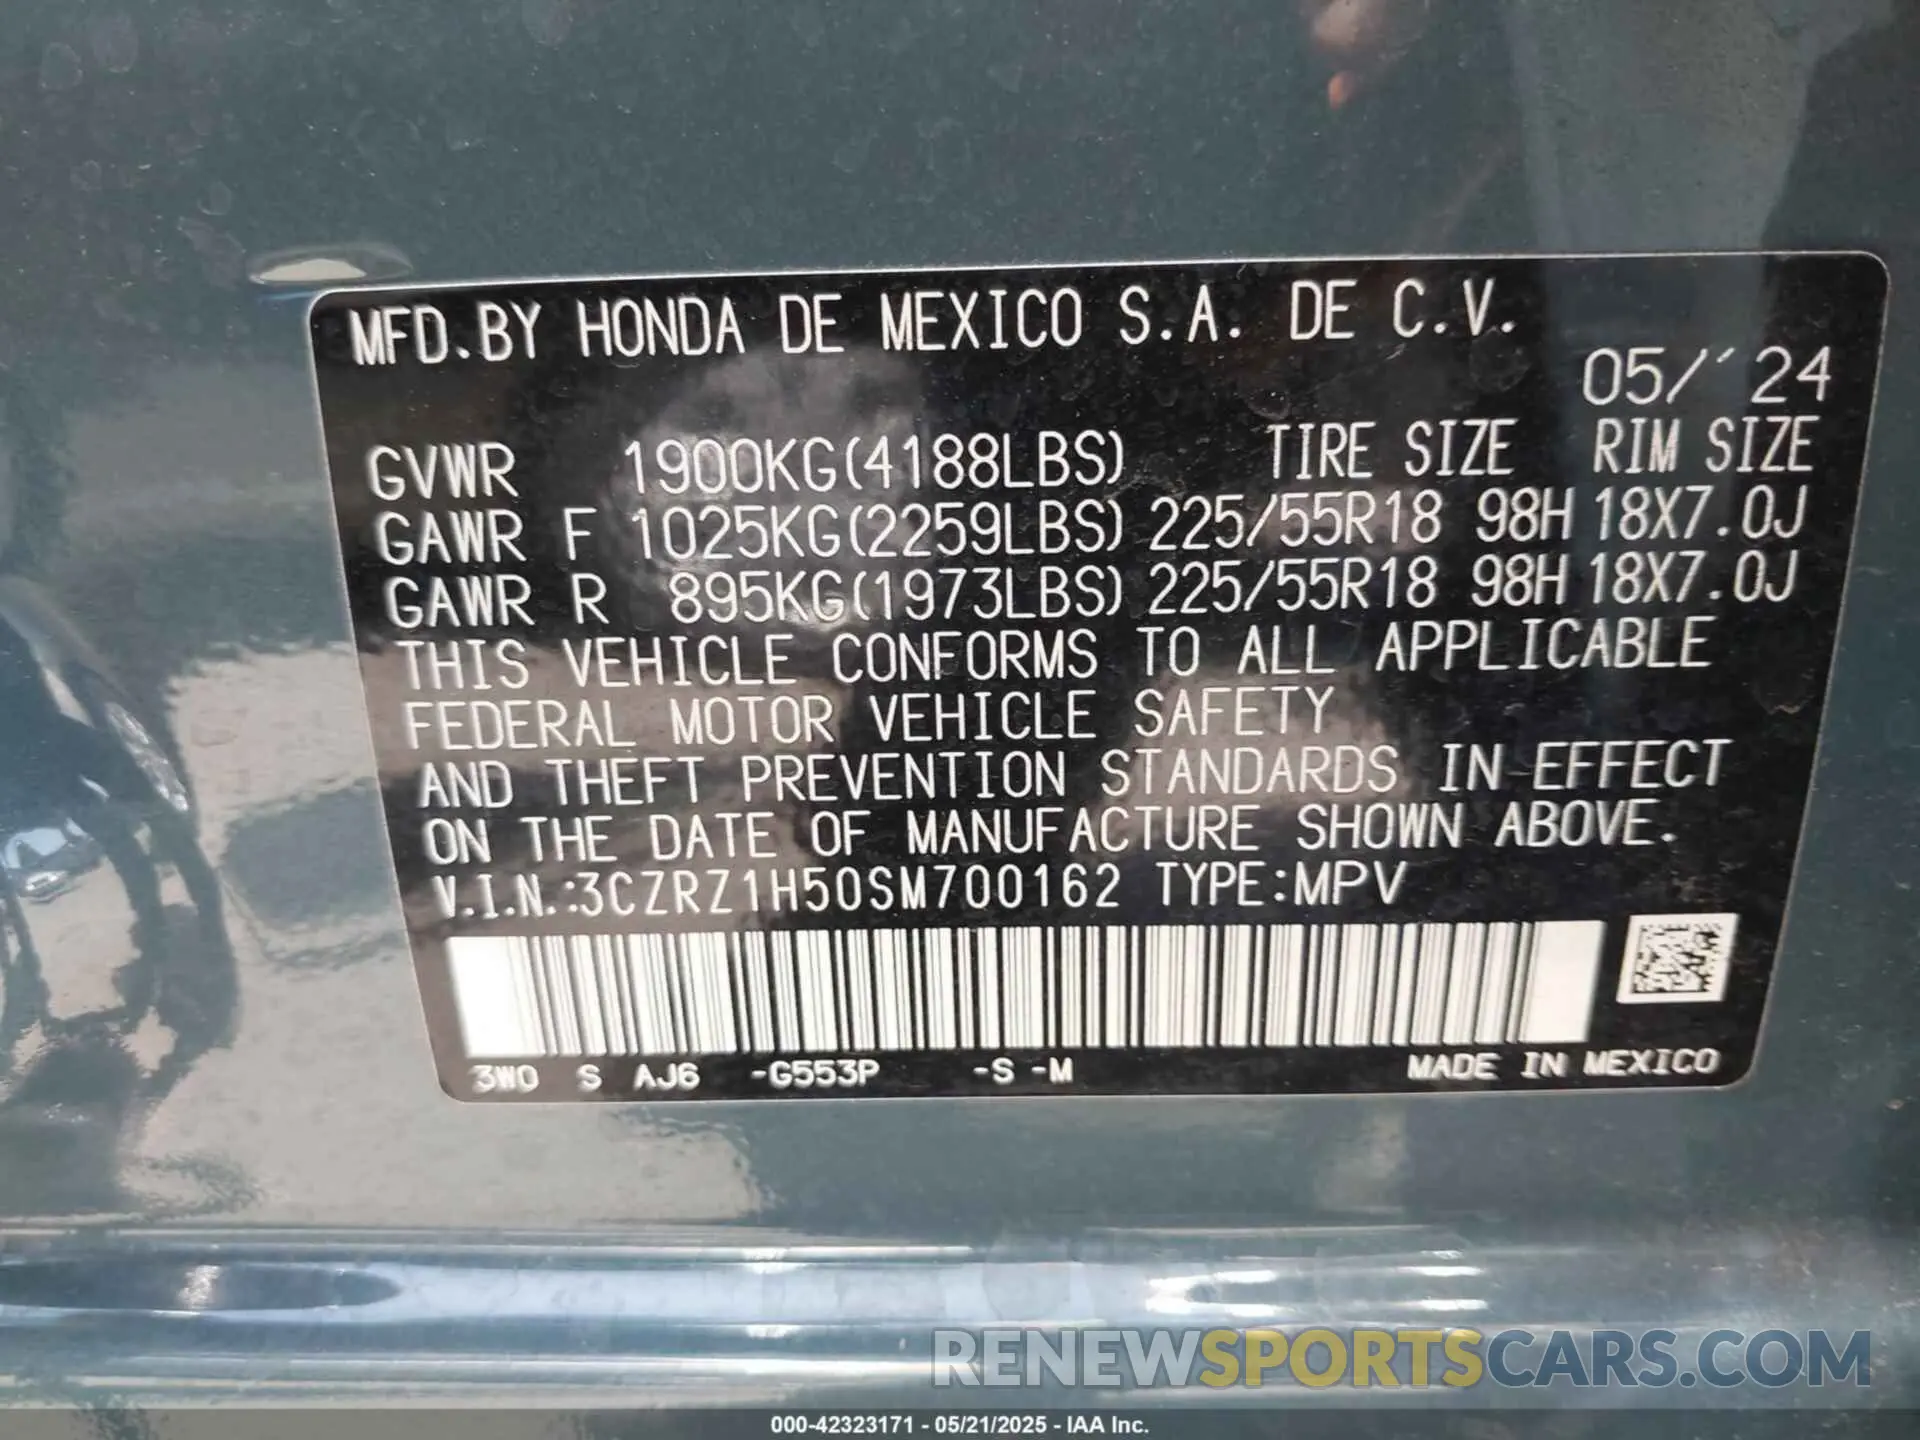 MFD.BY HONDA DE MEXICO S.A. DE C.V.
05/'24
GVWR 1900KG(4188LBS) TIRE SIZE RIM SIZE
GAWR F 1025KG(2259LBS) 225/55R18 98H 18X7.0J
GAWR R 895KG(1973LBS) 225/55R18 98H 18X7.0J
THIS VEHICLE CONFORMS TO ALL APPLICABLE
FEDERAL MOTOR VEHICLE SAFETY
AND THEFT PREVENTION STANDARDS IN EFFECT
ON THE DATE OF MANUFACTURE SHOWN ABOVE.
V.I.N.:3CZRZ1H50SM700162 TYPE:MPV
3W0 S AJ6 -G553P -S -M MADE IN MEXICO
RENEWSPORTSCARS.COM
000-42323171 - 05/21/2025 - IAA Inc.